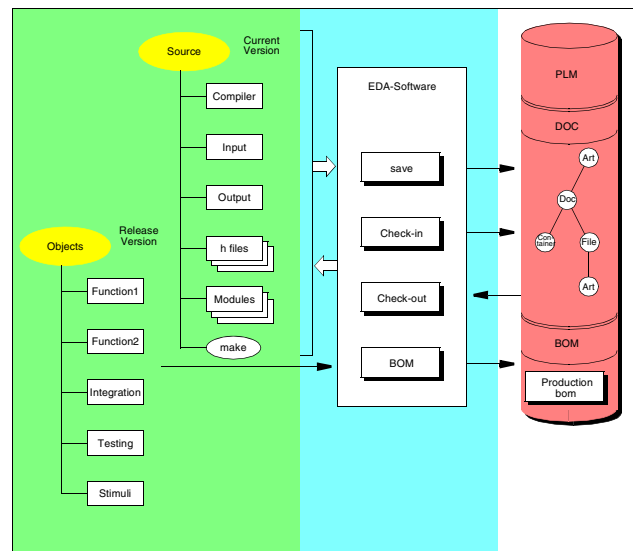 Current
Version
Source
Compiler
Input
Output
h files
Modules
make
Release
Version
Objects
Function1
Function2
Integration
Testing
Stimuli
EDA-Software
save
Check-in
Check-out
BOM
PLM
DOC
Art
Doc
Con-
tainer
File
Art
BOM
Production
bom